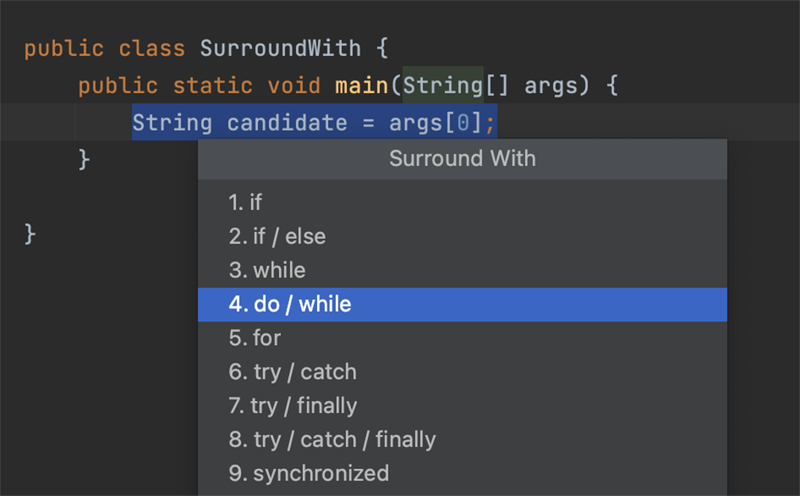 public class SurroundWith {
public static void main(String[] args) {
String candidate = args[0];
}
}
Surround With
1. if
2. if / else
3. while
4. do / while
5. for
6. try / catch
7. try / finally
8. try / catch / finally
9. synchronized